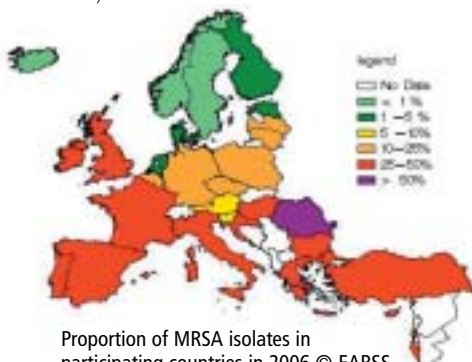 legend
No Data
< 1 %
1 –5 %
5 –10%
10–25%
25–50%
> 50%
Proportion of MRSA isolates in
participating countries in 2006 © EARSS